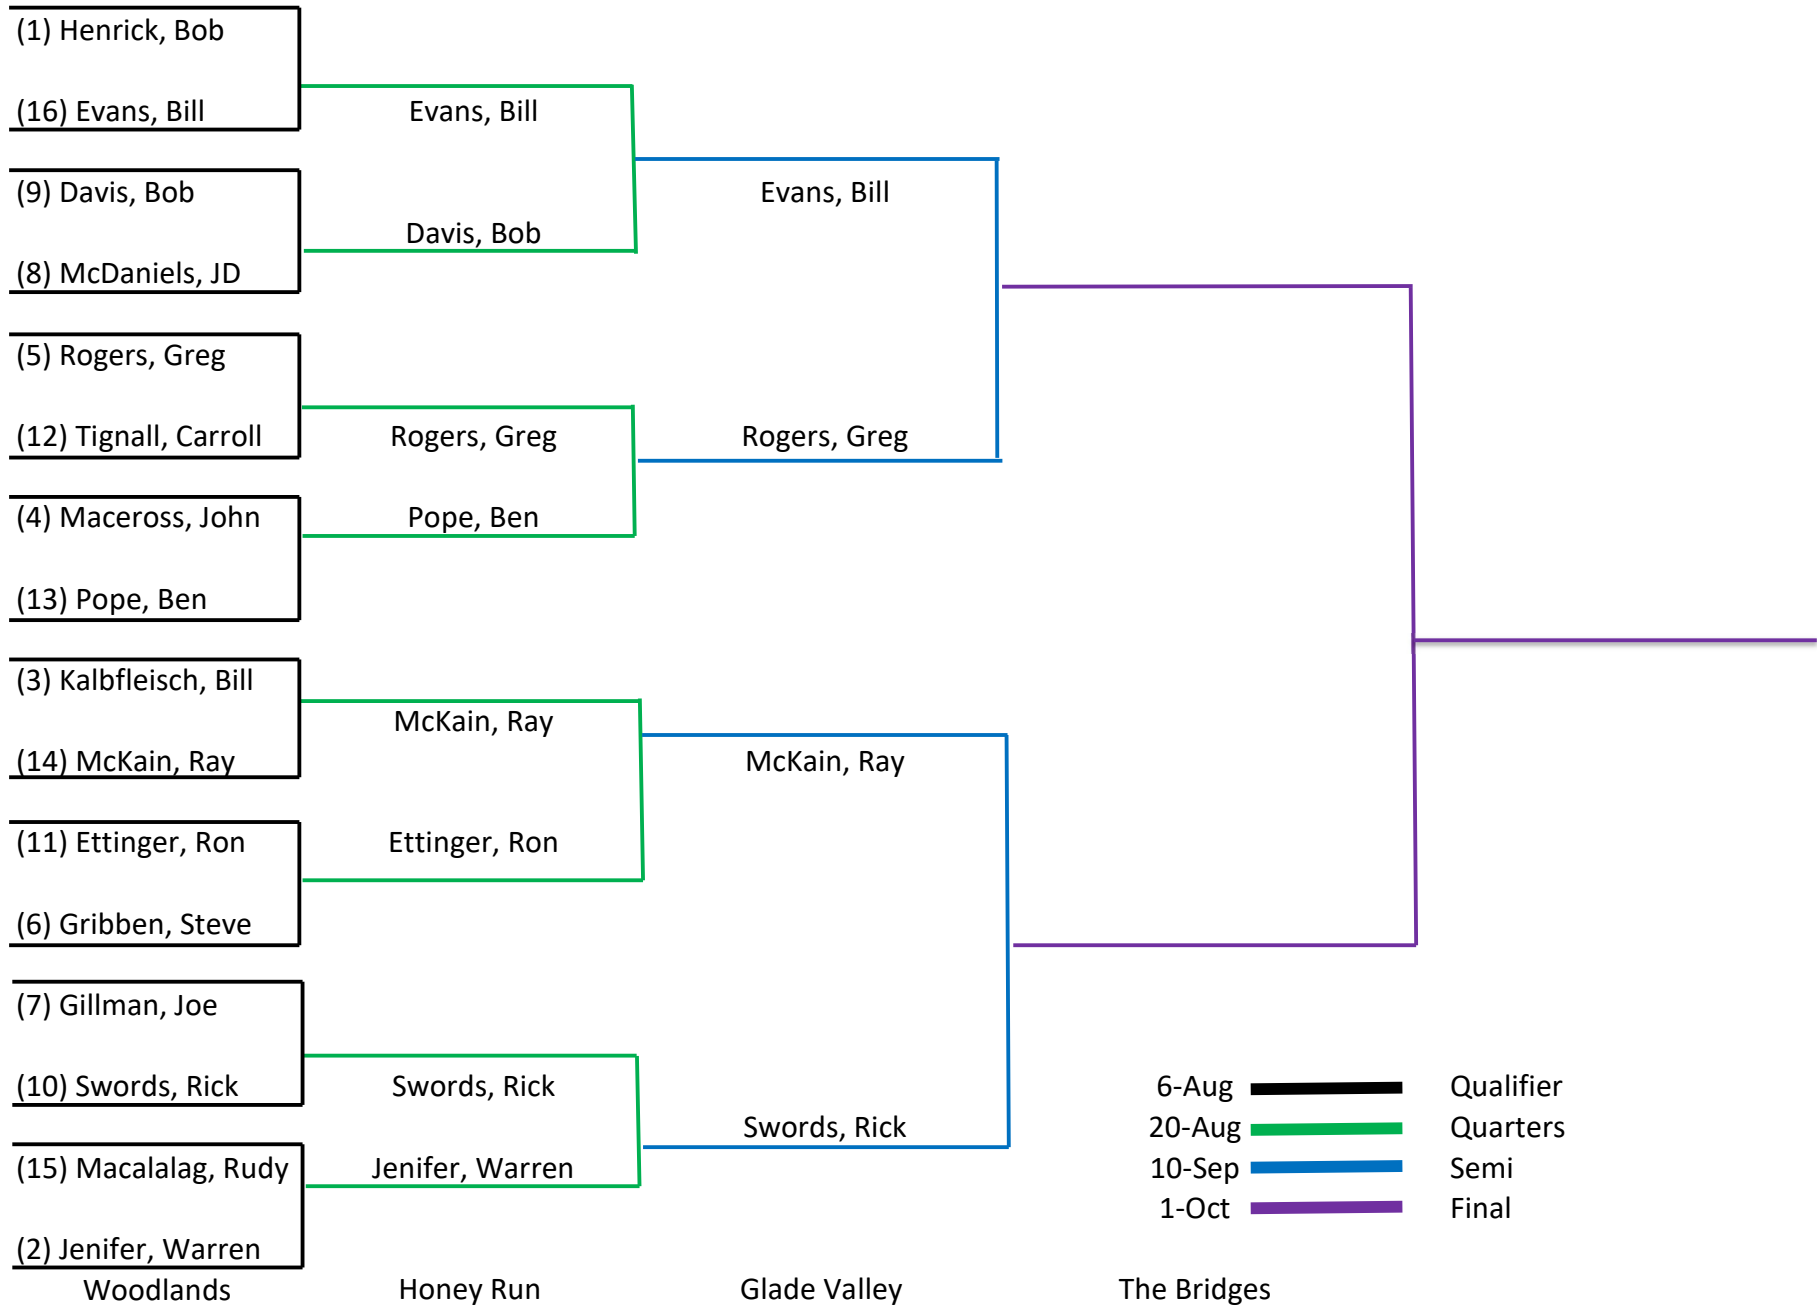 (1) Henrick, Bob
(16) Evans, Bill
(9) Davis, Bob
(8) McDaniels, JD
(5) Rogers, Greg
(12) Tignall, Carroll
(4) Maceross, John
(13) Pope, Ben
(3) Kalbfleisch, Bill
(14) McKain, Ray
(11) Ettinger, Ron
(6) Gribben, Steve
(7) Gillman, Joe
(10) Swords, Rick
(15) Macalalag, Rudy
(2) Jenifer, Warren
Woodlands
Evans, Bill
Davis, Bob
Rogers, Greg
Pope, Ben
McKain, Ray
Ettinger, Ron
Swords, Rick
Jenifer, Warren
Honey Run
Evans, Bill
Rogers, Greg
McKain, Ray
Swords, Rick
Glade Valley
The Bridges
6-Aug Qualifier
20-Aug Quarters
10-Sep Semi
1-Oct Final